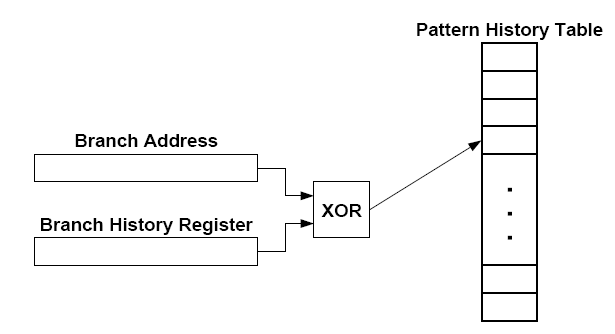 Pattern History Table
Branch Address
XOR
Branch History Register